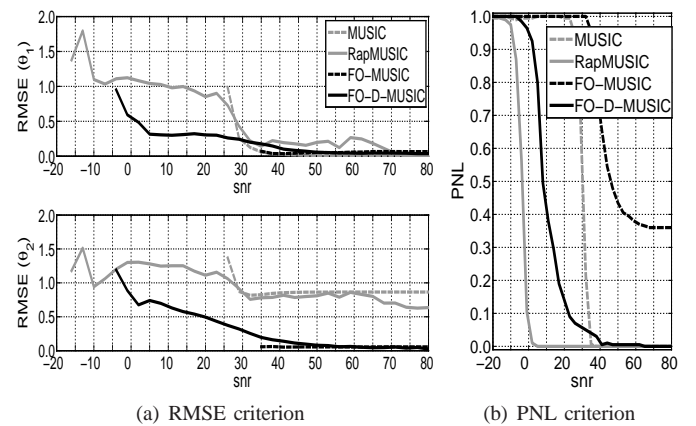 2.0
1.5
1.0
0.5
0.0
RMSE (θ1)
MUSIC
RapMUSIC
FO−MUSIC
FO−D−MUSIC
−20 −10 0 10 20 30 40 50 60 70 80
snr
2.0
1.5
1.0
0.5
0.0
RMSE (θ2)
−20 −10 0 10 20 30 40 50 60 70 80
snr
(a) RMSE criterion
1.0
0.9
0.8
0.7
0.6
0.5
0.4
0.3
0.2
0.1
0.0
PNL
MUSIC
RapMUSIC
FO−MUSIC
FO−D−MUSIC
−20 0 20 40 60 80
snr
(b) PNL criterion